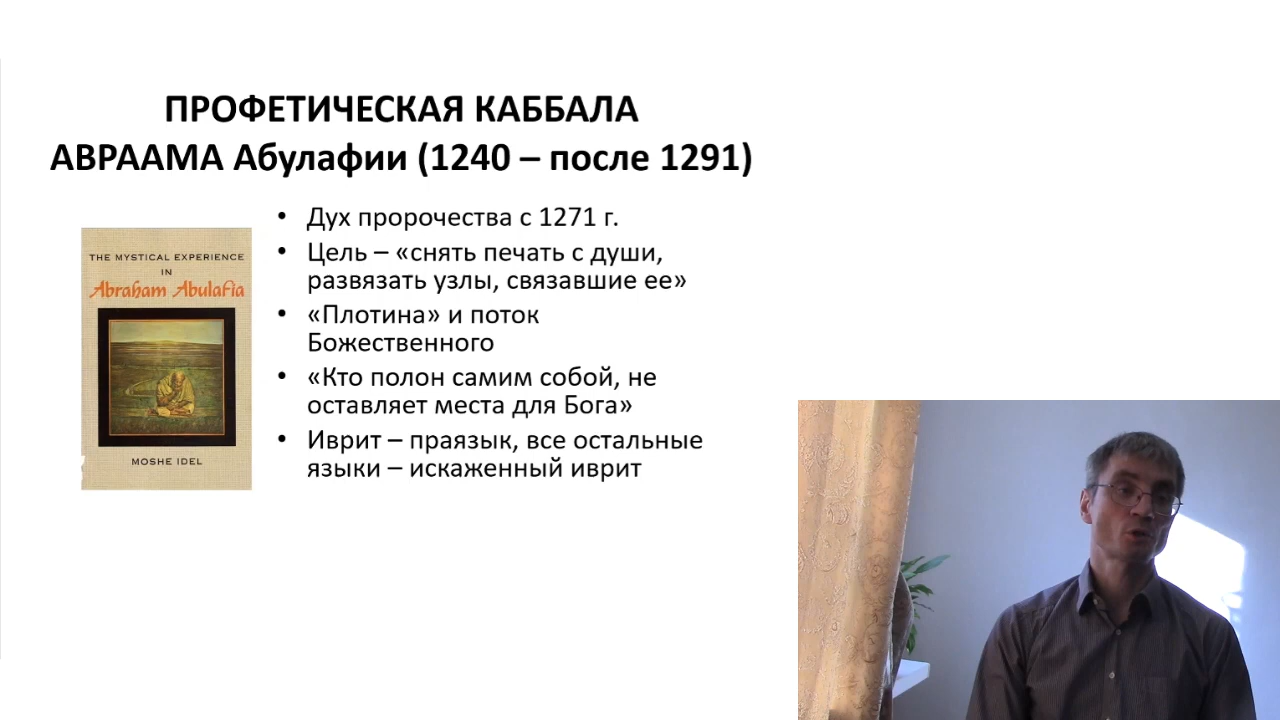 ПРОФЕТИЧЕСКАЯ КАББАЛА
АВРААМА Абулафии (1240 – после 1291)
• Дух пророчества с 1271 г.
• Цель – «снять печать с души,
развязать узлы, связавшие ее»
• «Плотина» и поток
Божественного
• «Кто полон самим собой, не
оставляет места для Бога»
• Иврит – праязык, все остальные
языки – искаженный иврит
THE MYSTICAL EXPERIENCE
IN
Abraham Abulafia
MOSHE IDEL